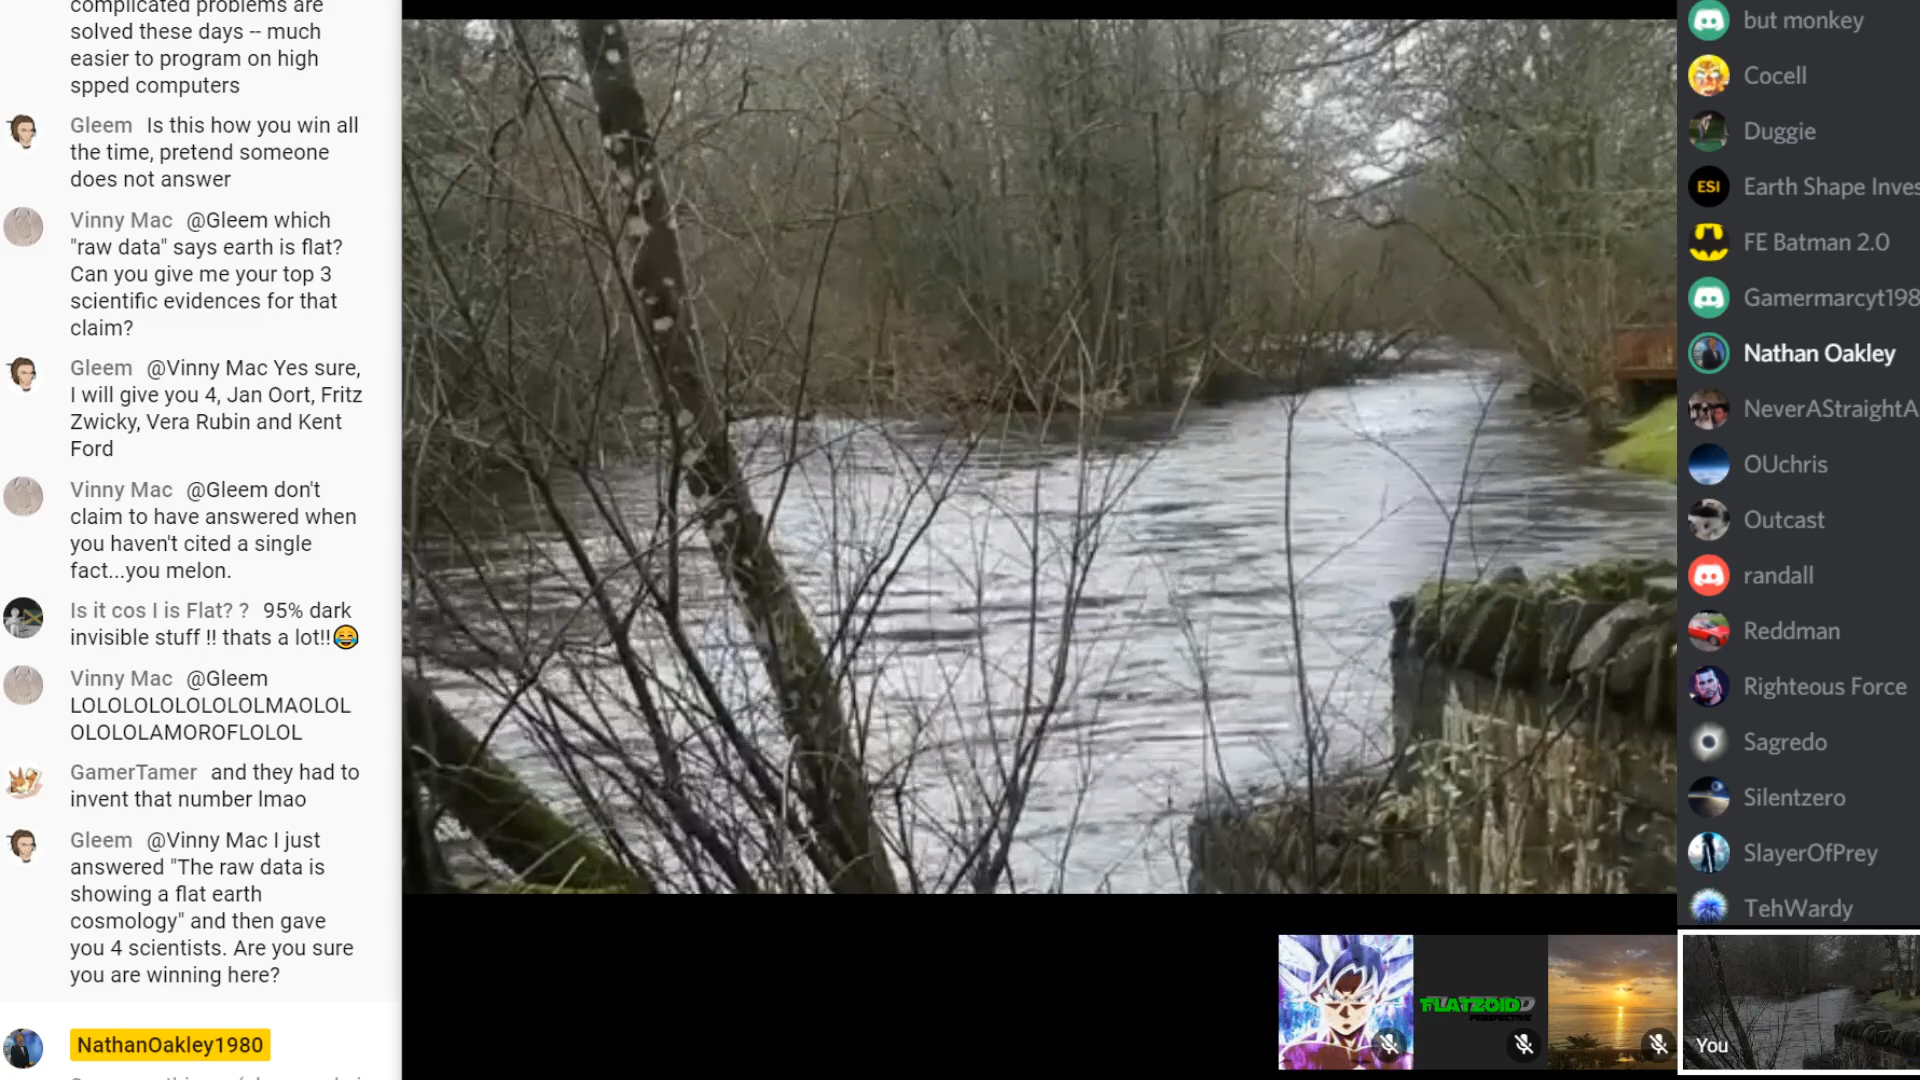 complicated problems are
solved these days -- much
easier to program on high
spped computers
Gleem Is this how you win all
the time, pretend someone
does not answer
Vinny Mac @Gleem which
"raw data" says earth is flat?
Can you give me your top 3
scientific evidences for that
claim?
Gleem @Vinny Mac Yes sure,
I will give you 4, Jan Oort, Fritz
Zwicky, Vera Rubin and Kent
Ford
Vinny Mac @Gleem don't
claim to have answered when
you haven't cited a single
fact...you melon.
Is it cos I is Flat? ? 95% dark
invisible stuff !! thats a lot!!😂
Vinny Mac @Gleem
LOLOLOLOLOLOLOLMAOLOL
OLOLOLAMOROFLOLOL
GamerTamer and they had to
invent that number lmao
Gleem @Vinny Mac I just
answered "The raw data is
showing a flat earth
cosmology" and then gave
you 4 scientists. Are you sure
you are winning here?
NathanOakley1980
but monkey
Cocell
Duggie
ESI
Earth Shape Inves
FE Batman 2.0
Gamermarcyt198
Nathan Oakley
NeverAStraightA
OUchris
Outcast
randall
Reddman
Righteous Force
Sagredo
Silentzero
SlayerOfPrey
TehWardy
FLATZOIDD
PERSPECTIVE
You